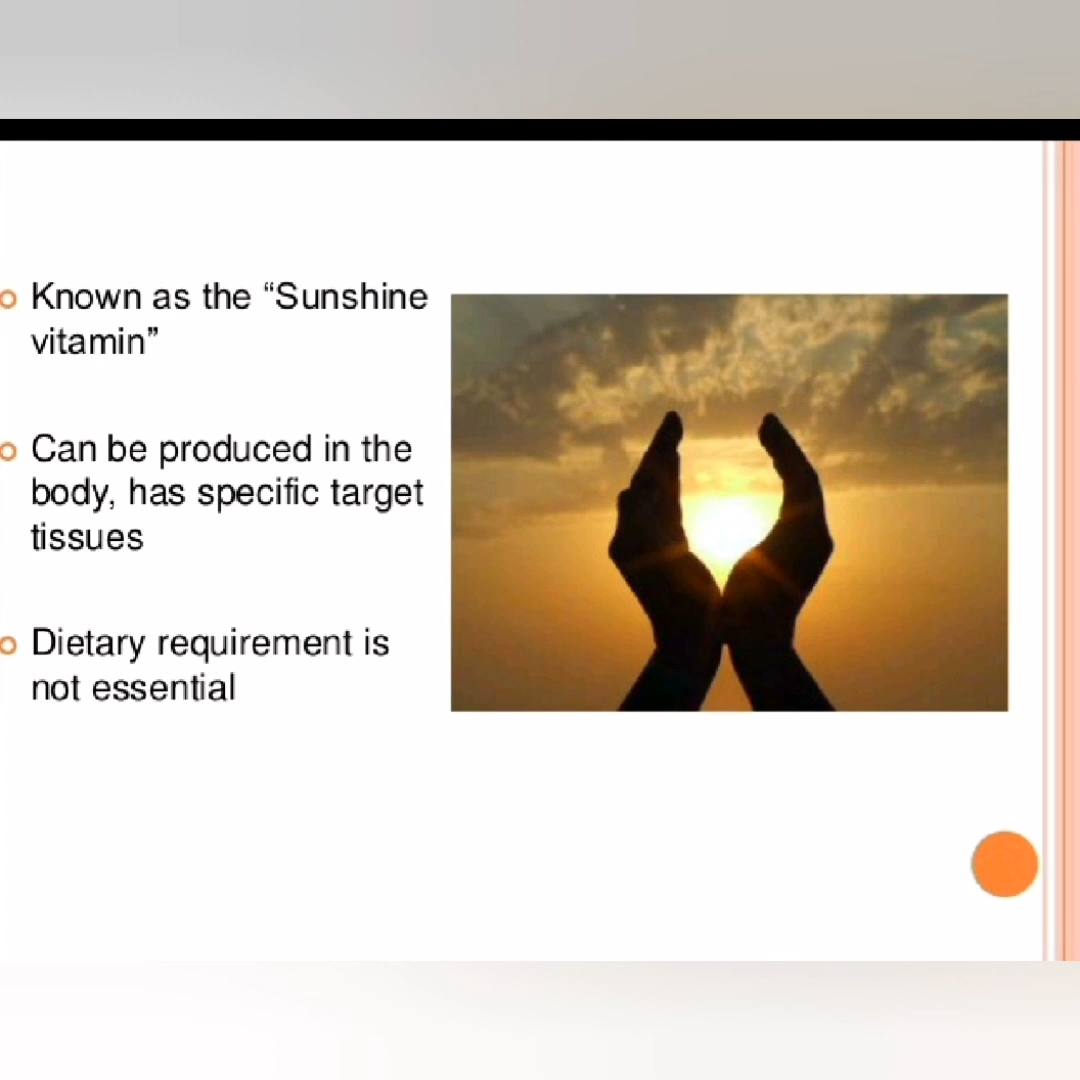 Known as the “Sunshine
vitamin”
Can be produced in the
body, has specific target
tissues
Dietary requirement is
not essential